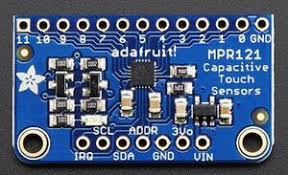 11 10 9 8 7 6 5 4 3 2 1 0 GND
adafruit!
MPR121
Capacitive
Touch
Sensors
SCL ADDR 3Vo
IRQ SDA GND VIN